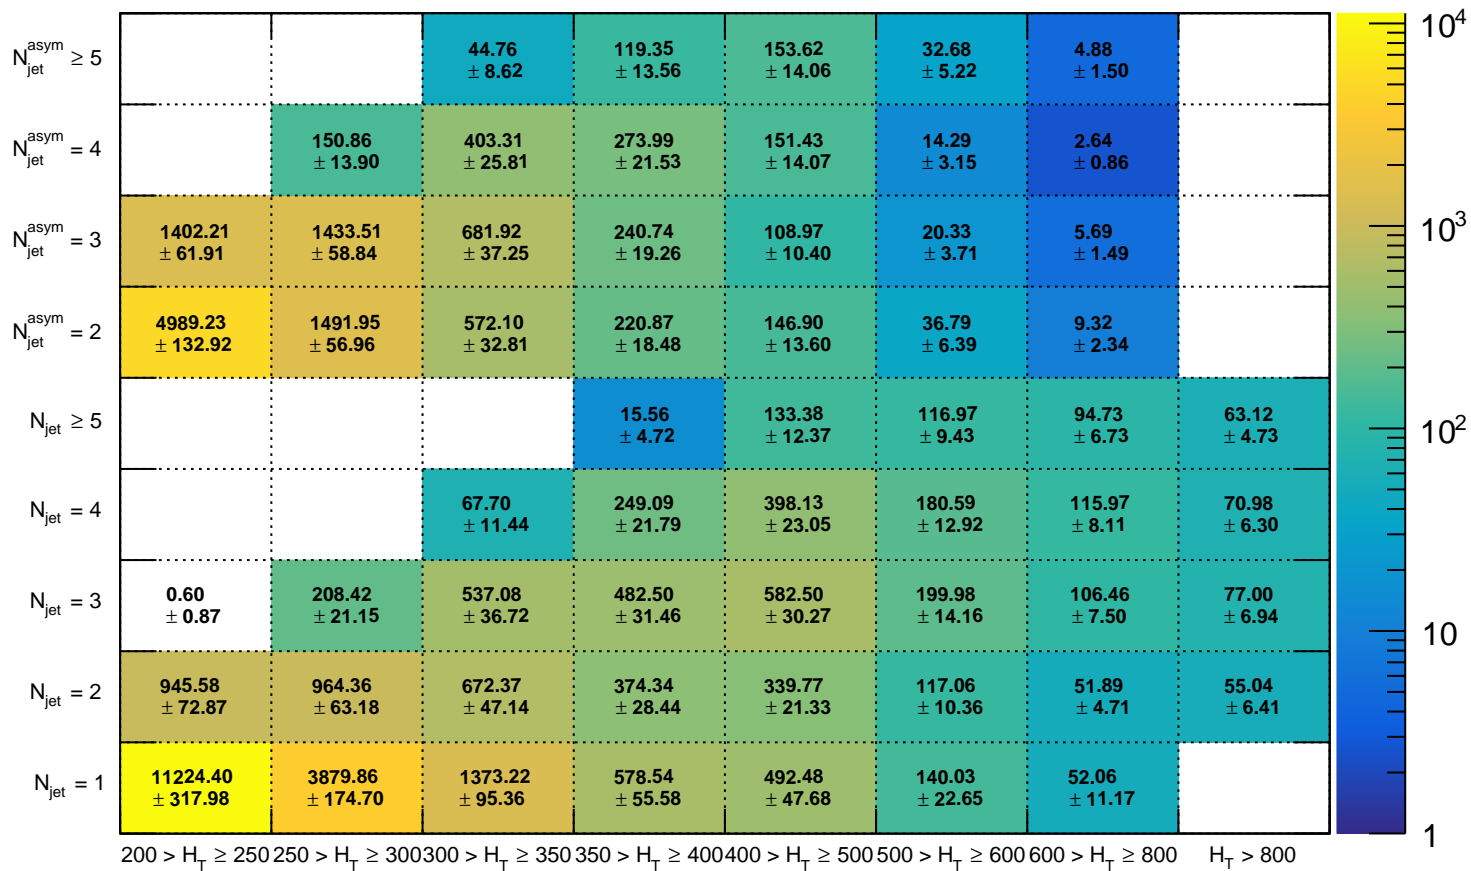 N_jet^asym ≥ 5 44.76 ± 8.62 119.35 ± 13.56 153.62 ± 14.06 32.68 ± 5.22 4.88 ± 1.50
N_jet^asym = 4 150.86 ± 13.90 403.31 ± 25.81 273.99 ± 21.53 151.43 ± 14.07 14.29 ± 3.15 2.64 ± 0.86
N_jet^asym = 3 1402.21 ± 61.91 1433.51 ± 58.84 681.92 ± 37.25 240.74 ± 19.26 108.97 ± 10.40 20.33 ± 3.71 5.69 ± 1.49
N_jet^asym = 2 4989.23 ± 132.92 1491.95 ± 56.96 572.10 ± 32.81 220.87 ± 18.48 146.90 ± 13.60 36.79 ± 6.39 9.32 ± 2.34
N_jet ≥ 5 15.56 ± 4.72 133.38 ± 12.37 116.97 ± 9.43 94.73 ± 6.73 63.12 ± 4.73
N_jet = 4 67.70 ± 11.44 249.09 ± 21.79 398.13 ± 23.05 180.59 ± 12.92 115.97 ± 8.11 70.98 ± 6.30
N_jet = 3 0.60 ± 0.87 208.42 ± 21.15 537.08 ± 36.72 482.50 ± 31.46 582.50 ± 30.27 199.98 ± 14.16 106.46 ± 7.50 77.00 ± 6.94
N_jet = 2 945.58 ± 72.87 964.36 ± 63.18 672.37 ± 47.14 374.34 ± 28.44 339.77 ± 21.33 117.06 ± 10.36 51.89 ± 4.71 55.04 ± 6.41
N_jet = 1 11224.40 ± 317.98 3879.86 ± 174.70 1373.22 ± 95.36 578.54 ± 55.58 492.48 ± 47.68 140.03 ± 22.65 52.06 ± 11.17
200 > H_T ≥ 250 250 > H_T ≥ 300 300 > H_T ≥ 350 350 > H_T ≥ 400 400 > H_T ≥ 500 500 > H_T ≥ 600 600 > H_T ≥ 800 H_T > 800
10^4
10^3
10^2
10
1